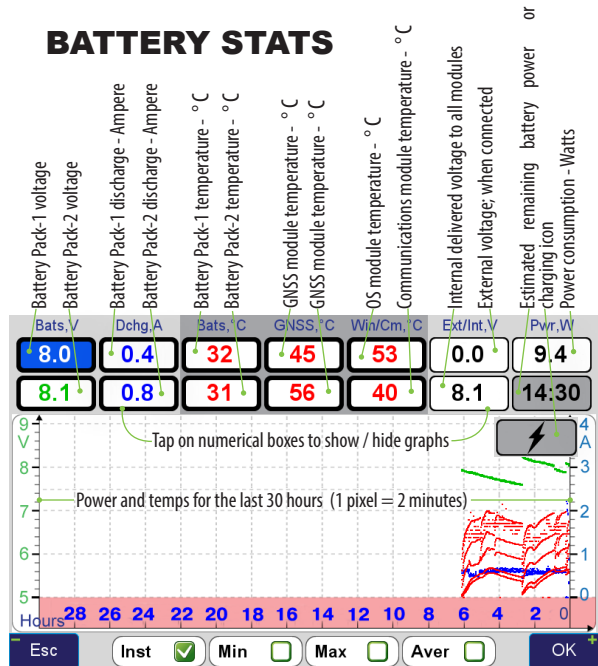 BATTERY STATS
Battery Pack-1 voltage
Battery Pack-2 voltage
Battery Pack-1 discharge - Ampere
Battery Pack-2 discharge - Ampere
Battery Pack-1 temperature - °C
Battery Pack-2 temperature - °C
GNSS module temperature - °C
GNSS module temperature - °C
OS module temperature - °C
Communications module temperature - °C
Internal delivered voltage to all modules
External voltage; when connected
Estimated remaining battery power or
charging icon
Power consumption - Watts
Bats,V Dchg,A Bats,°C GNSS,°C Win/Cm,°C Ext/Int,V Pwr,W
8.0 0.4 32 45 53 0.0 9.4
8.1 0.8 31 56 40 8.1 14:30
Tap on numerical boxes to show / hide graphs
Power and temps for the last 30 hours (1 pixel = 2 minutes)
9 4
V A
8 3
7 2
6 1
5 0
Hours 28 26 24 22 20 18 16 14 12 10 8 6 4 2 0
- +
Esc Inst Min Max Aver OK